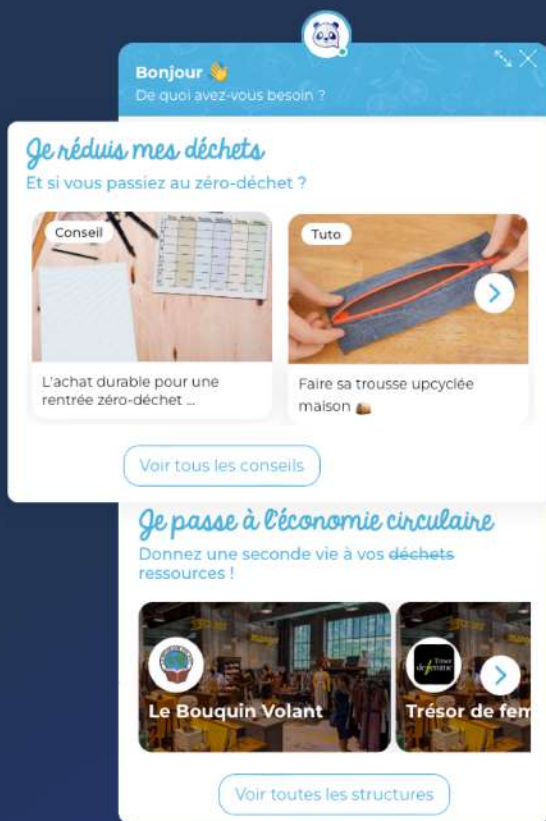 Bonjour 👋
De quoi avez-vous besoin ?
Je réduis mes déchets
Et si vous passiez au zéro-déchet ?
Conseil
Tuto
L'achat durable pour une
rentrée zéro-déchet ...
Faire sa trousse upcyclée
maison
Voir tous les conseils
Je passe à l'économie circulaire
Donnez une seconde vie à vos déchets
ressources !
Le Bouquin Volant
Trésor de fem
Voir toutes les structures